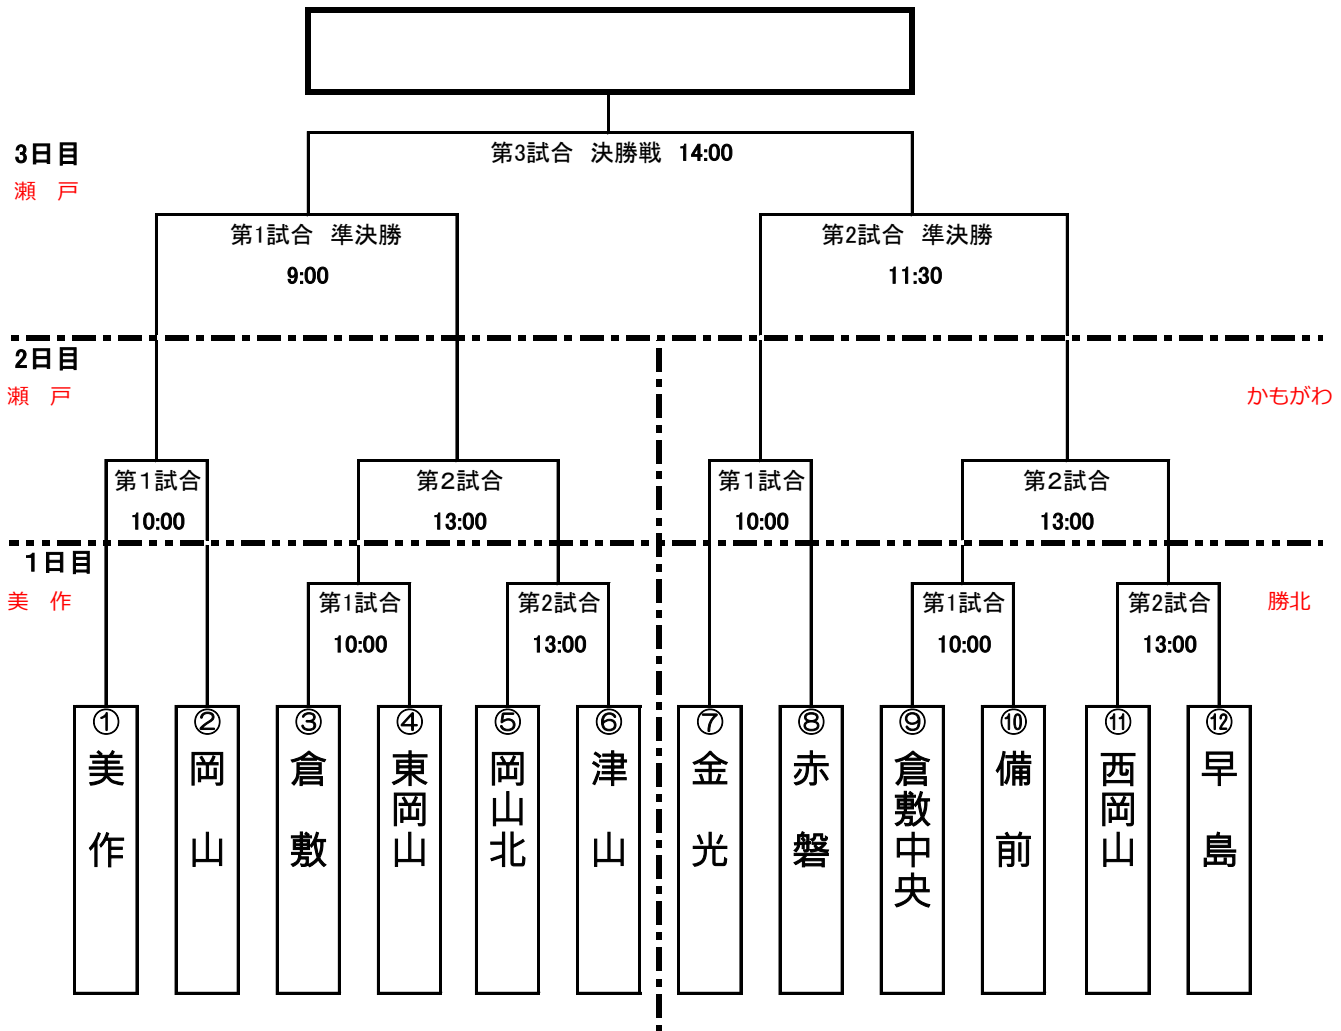 3日目
第3試合 決勝戦 14:00
瀬 戸
第1試合 準決勝
第2試合 準決勝
9:00
11:30
2日目
瀬 戸
かもがわ
第１試合
第２試合
第１試合
第２試合
10:00
13:00
10:00
13:00
１日目
美 作
勝北
第1試合
第2試合
第1試合
第2試合
10:00
13:00
10:00
13:00
① 美作
② 岡山
③ 倉敷
④ 東岡山
⑤ 岡山北
⑥ 津山
⑦ 金光
⑧ 赤磐
⑨ 倉敷中央
⑩ 備前
⑪ 西岡山
⑫ 早島